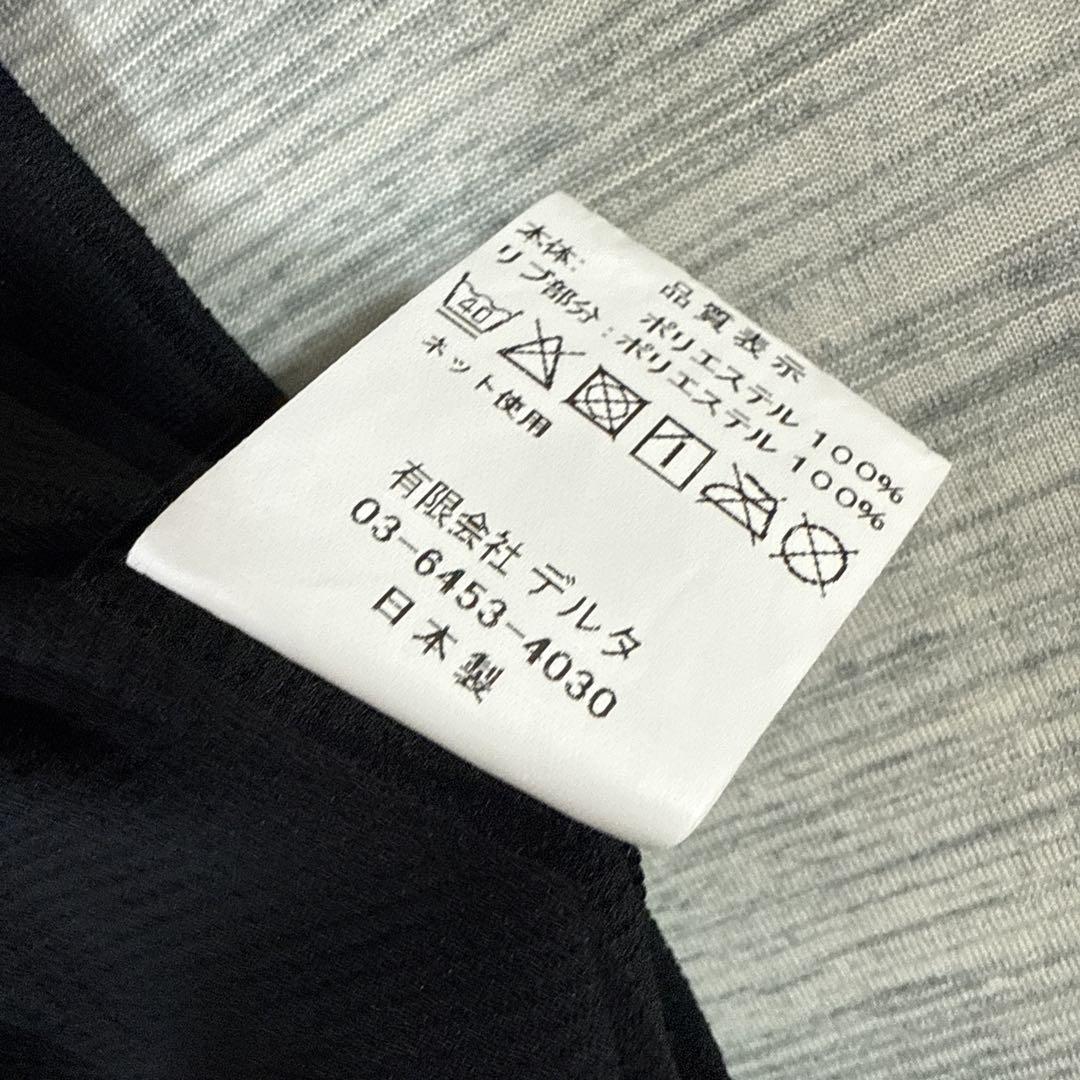 品質表示
本体: ポリエステル 100%
リブ部分 : ポリエステル 100%
40
ネット使用
有限会社 デルタ
03-6453-4030
日本製